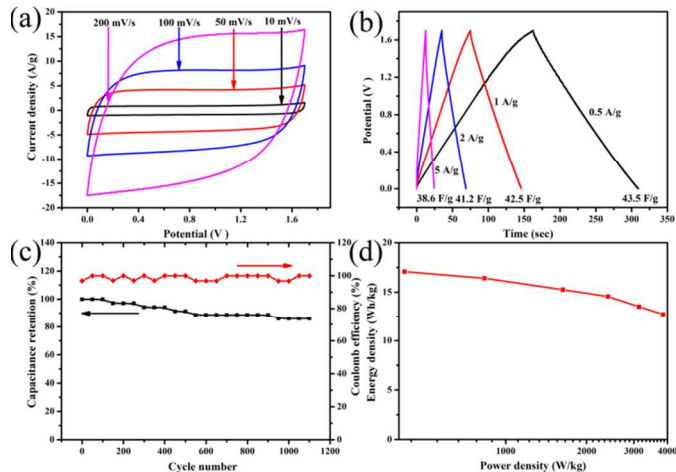 (a)
200 mV/s
100 mV/s
50 mV/s
10 mV/s
20
15
10
5
0
-5
-10
-15
-20
Current density (A/g)
0.0
0.4
0.8
1.2
1.6
Potential (V )
(b)
1.6
1.2
0.8
0.4
0.0
Potential (V )
0.5 A/g
1 A/g
2 A/g
5 A/g
38.6 F/g
41.2 F/g
42.5 F/g
43.5 F/g
0
50
100
150
200
250
300
350
Time (sec)
(c)
140
120
100
80
60
40
20
0
Capacitance retention (%)
120
100
80
60
40
20
0
Coulomb efficiency (%)
0
200
400
600
800
1000
1200
Cycle number
(d)
20
15
10
5
0
Energy density (Wh/kg)
1000
2000
3000
4000
Power density (W/kg)